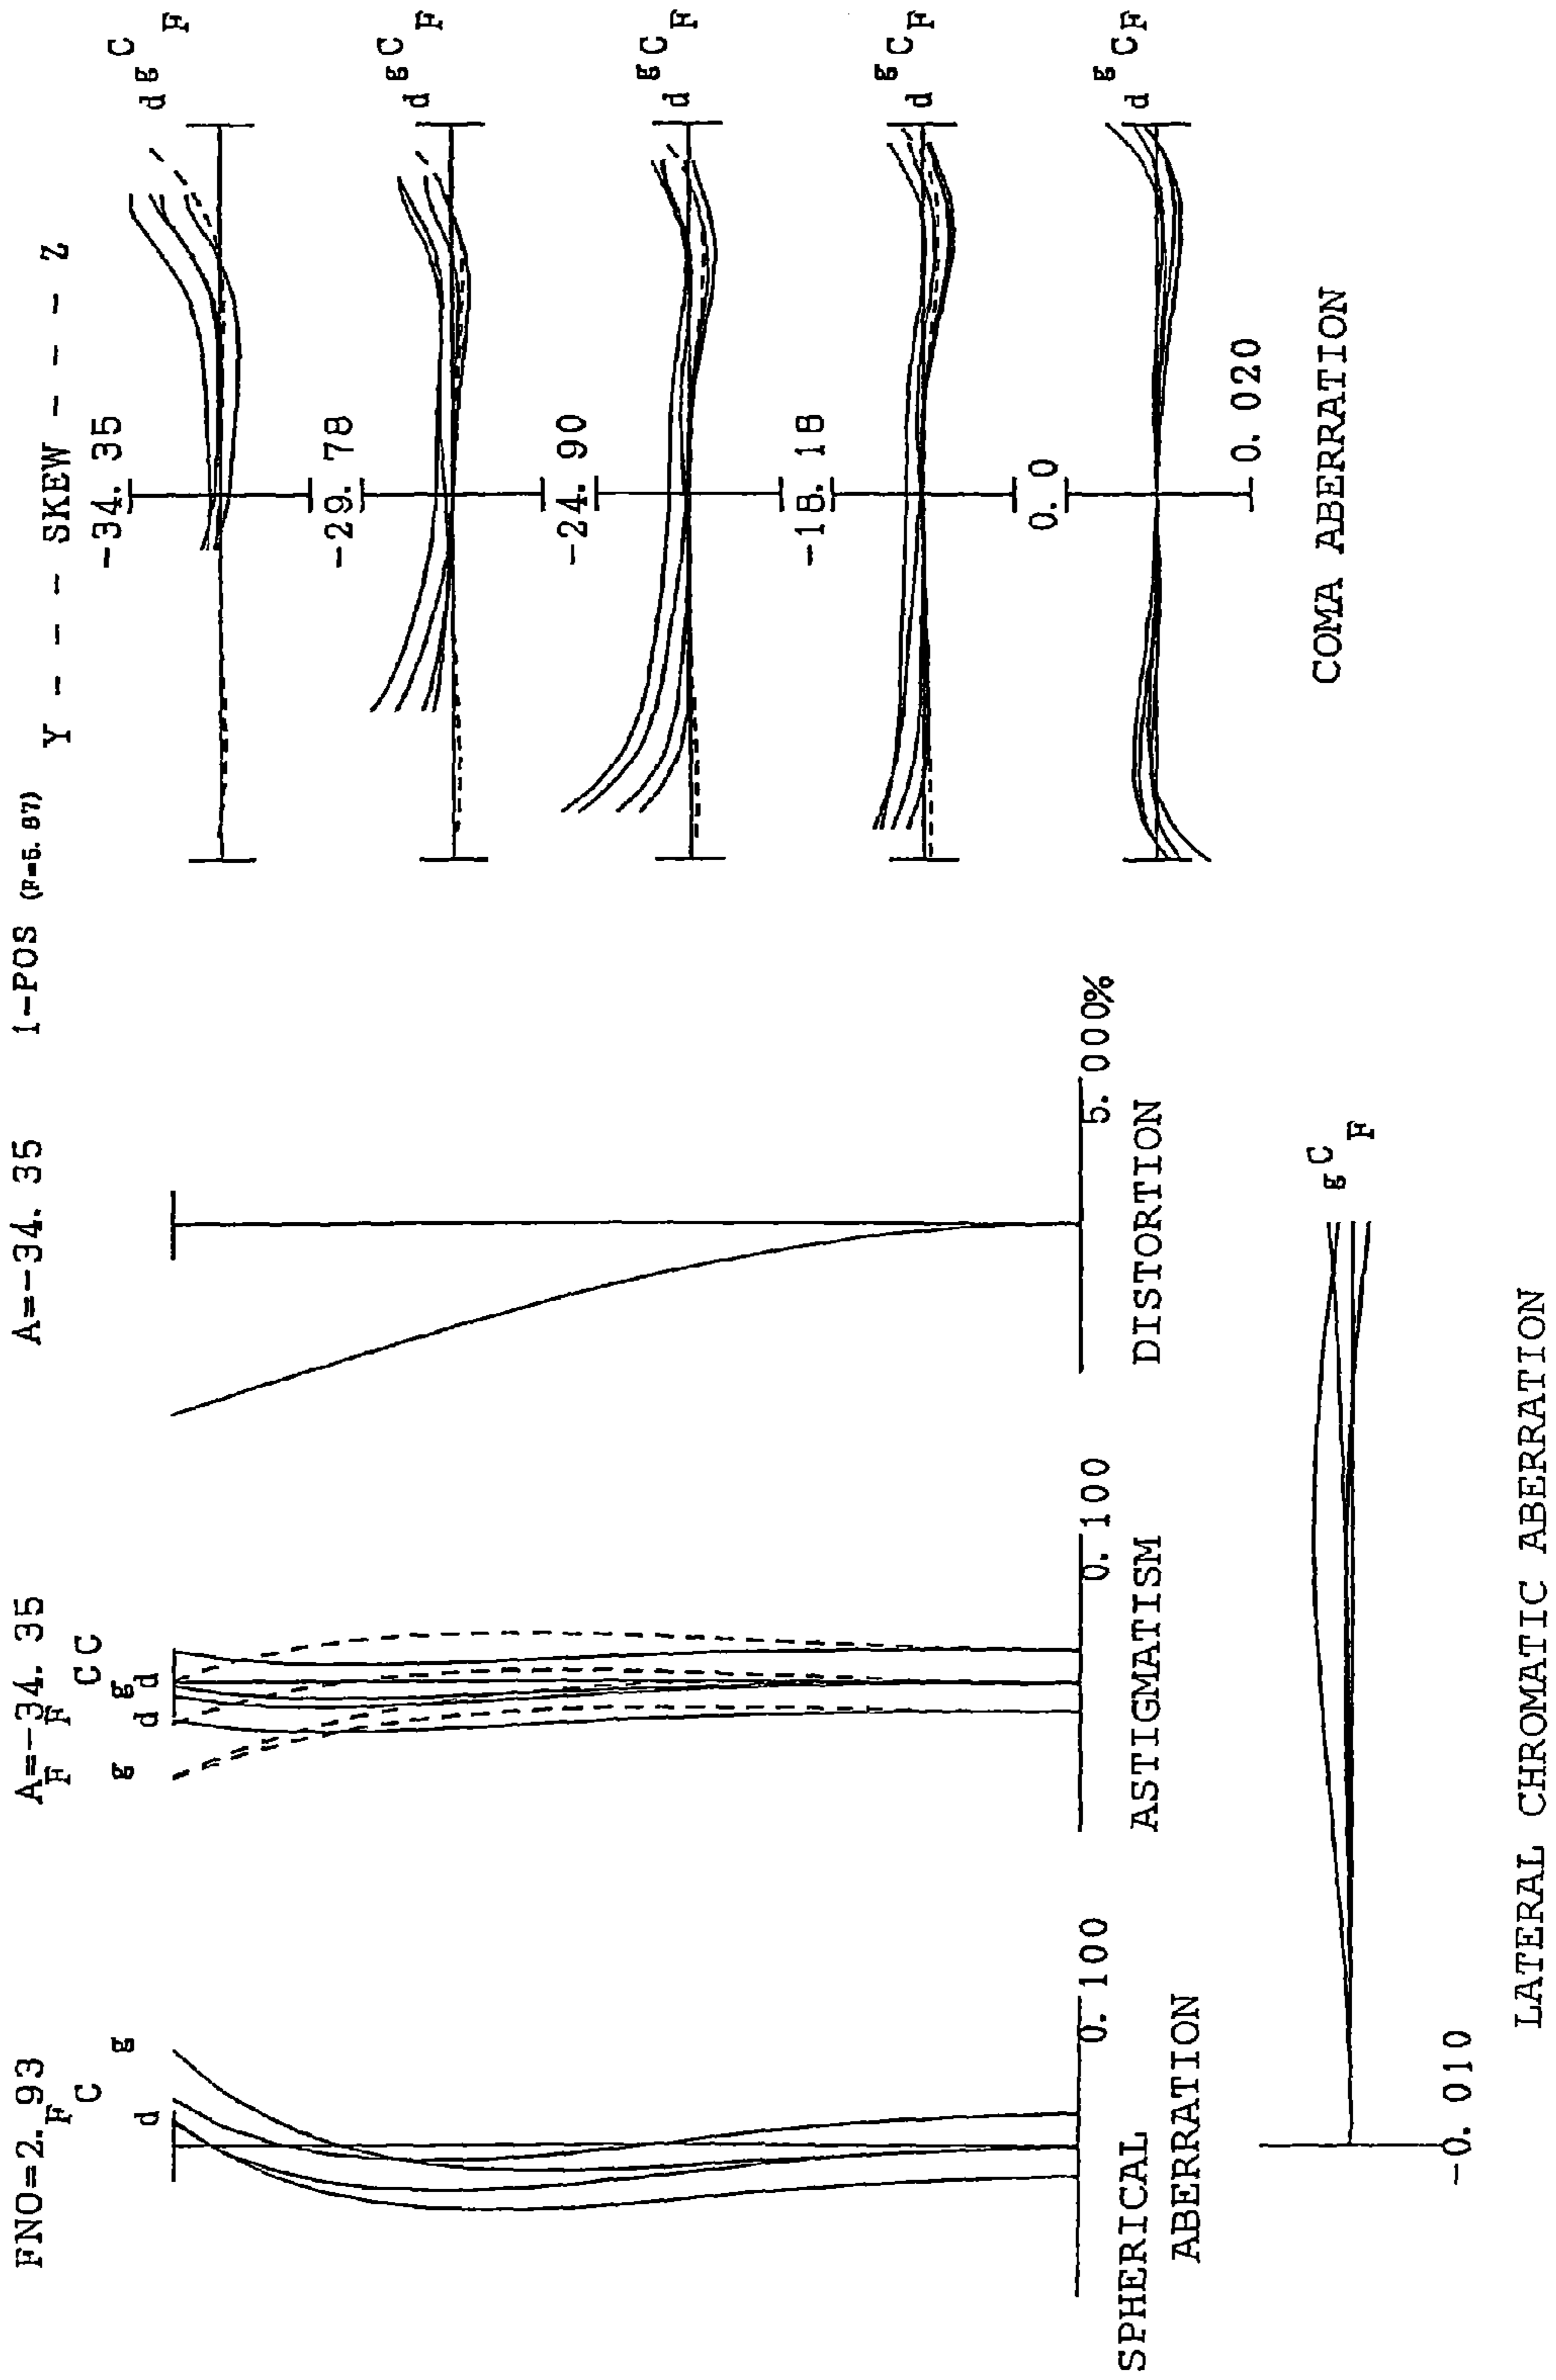 FNO=2. 93
F
C
d
g
SPHERICAL
ABERRATION
0. 100
A=-34. 35
F F
C C
g d g d
ASTIGMATISM
0. 100
A=-34. 35
DISTORTION
5. 000%
1-POS (F=5. 87)
Y - - - SKEW - - - Z
-34. 35
d g C F
-29. 78
d g C F
-24. 90
d g C F
-18. 18
d g C F
0. 0
d g C F
0. 020
COMA ABERRATION
g C F
-0. 010
LATERAL CHROMATIC ABERRATION